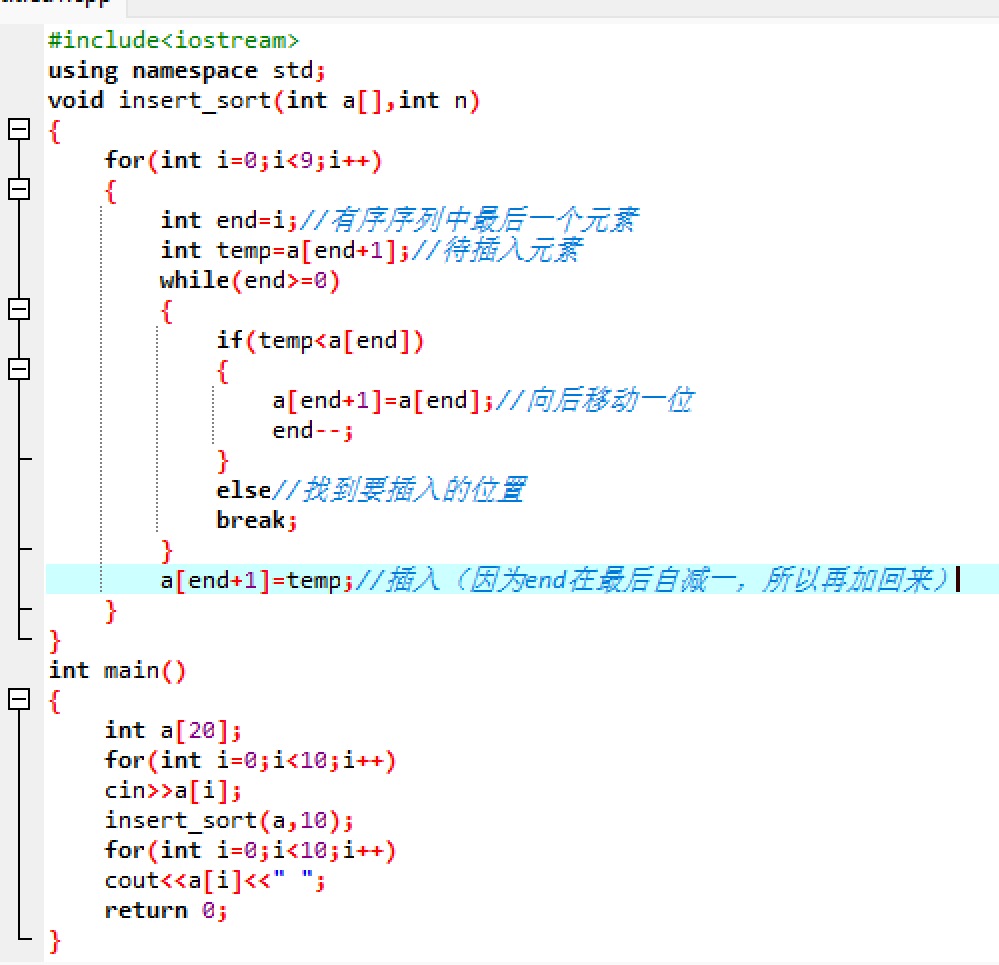 #include<iostream>
using namespace std;
void insert_sort(int a[],int n)
{
    for(int i=0;i<9;i++)
    {
        int end=i;//有序序列中最后一个元素
        int temp=a[end+1];//待插入元素
        while(end>=0)
        {
            if(temp<a[end])
            {
                a[end+1]=a[end];//向后移动一位
                end--;
            }
            else//找到要插入的位置
            break;
        }
        a[end+1]=temp;//插入（因为end在最后自减一，所以再加回来）
    }
}
int main()
{
    int a[20];
    for(int i=0;i<10;i++)
    cin>>a[i];
    insert_sort(a,10);
    for(int i=0;i<10;i++)
    cout<<a[i]<<" ";
    return 0;
}